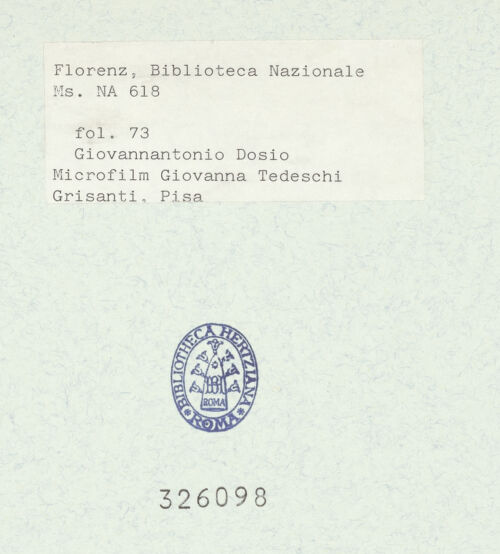 Florenz, Biblioteca Nazionale
Ms. NA 618
fol. 73
Giovannantonio Dosio
Microfilm Giovanna Tedeschi
Grisanti, Pisa
BIBLIOTHECA HERTZIANA
ROMA
ROMA
326098